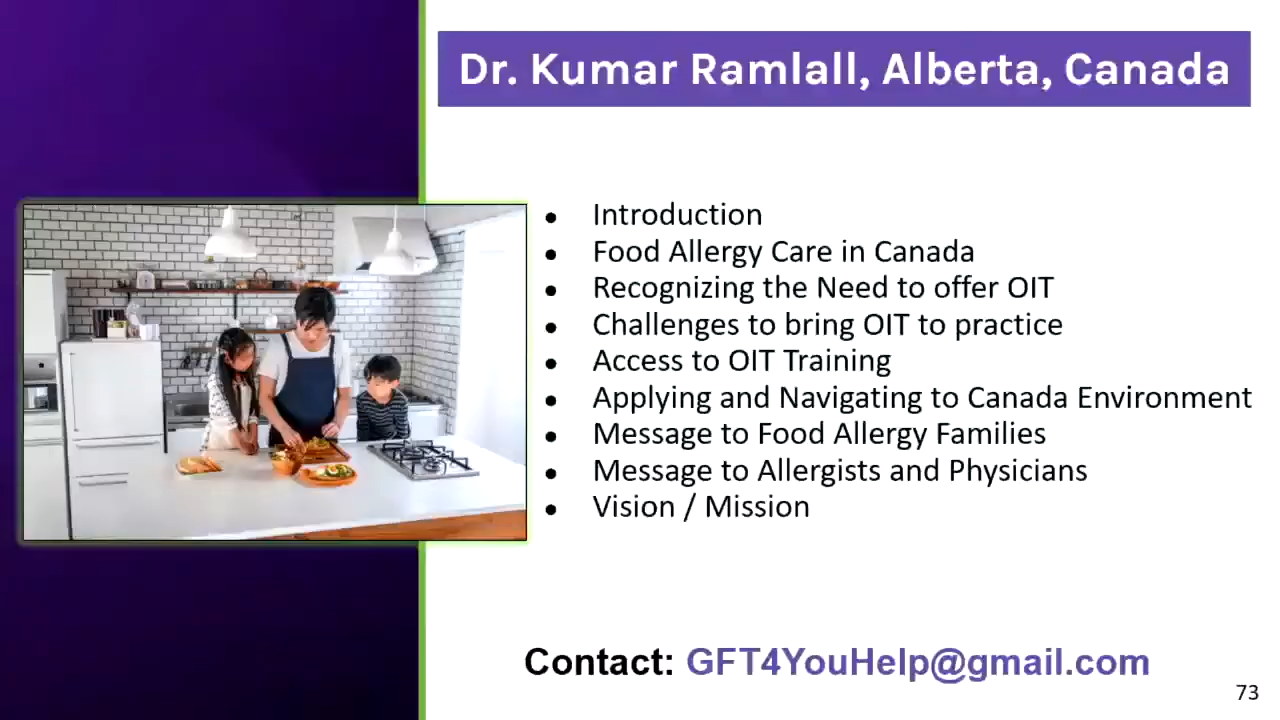 Dr. Kumar Ramlall, Alberta, Canada
• Introduction
• Food Allergy Care in Canada
• Recognizing the Need to offer OIT
• Challenges to bring OIT to practice
• Access to OIT Training
• Applying and Navigating to Canada Environment
• Message to Food Allergy Families
• Message to Allergists and Physicians
• Vision / Mission
Contact: GFT4YouHelp@gmail.com
73